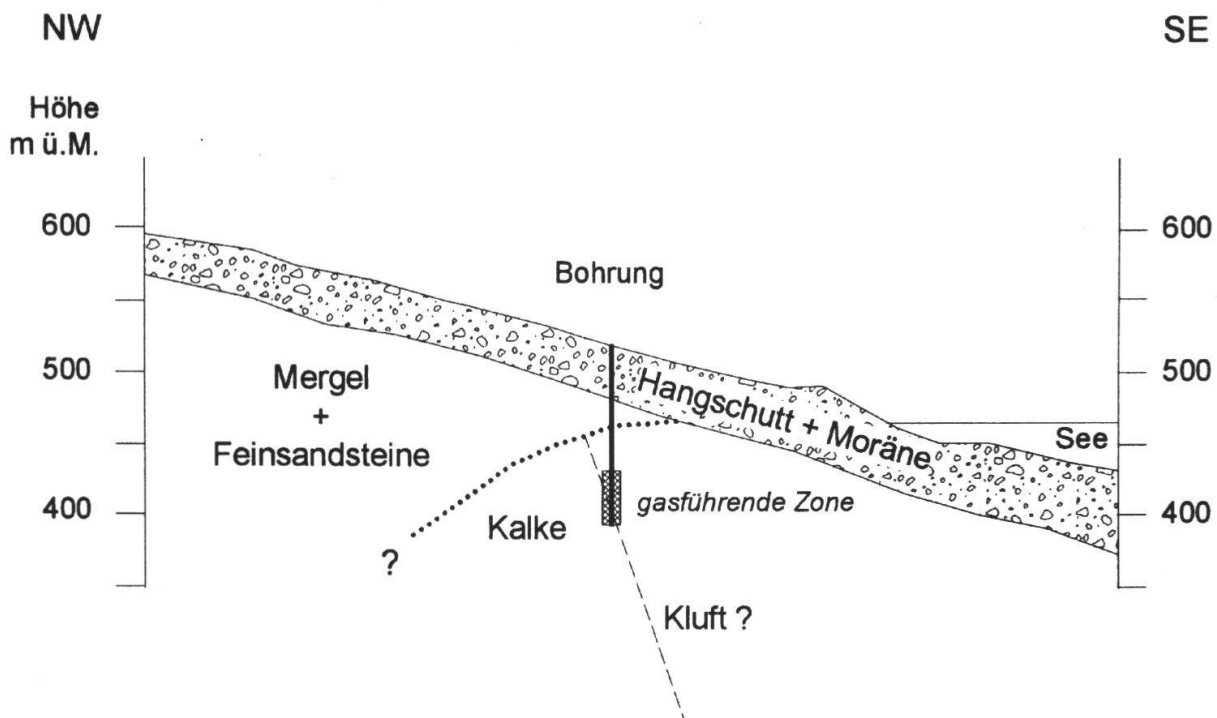 NW
SE
Höhe
m ü.M.
600
600
Bohrung
500
500
Mergel
+
Feinsandsteine
Hangschutt + Moräne
See
400
400
gasführende Zone
Kalke
?
Kluft ?